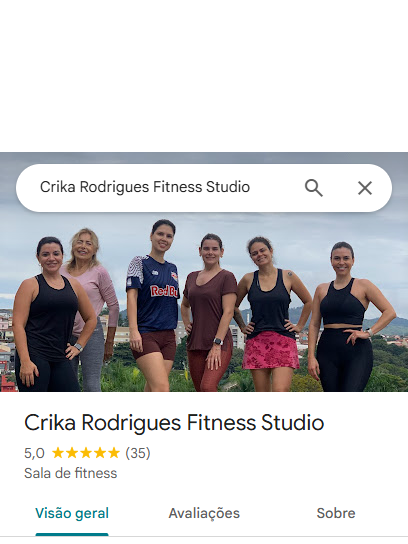 Crika Rodrigues Fitness Studio
Red Bull
Crika Rodrigues Fitness Studio
5,0 (35)
Sala de fitness
Visão geral Avaliações Sobre